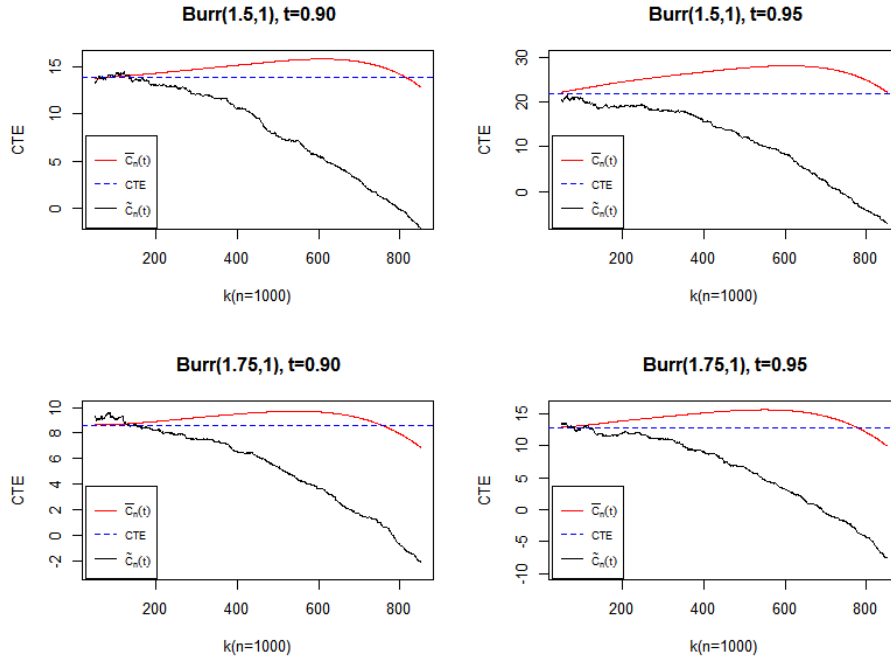 Burr(1.5,1), t=0.90
CTE
15
10
5
0
C̅ₙ(t)
CTE
C̃ₙ(t)
200 400 600 800
k(n=1000)
Burr(1.5,1), t=0.95
CTE
30
20
10
0
C̅ₙ(t)
CTE
C̃ₙ(t)
200 400 600 800
k(n=1000)
Burr(1.75,1), t=0.90
CTE
10
8
6
4
2
0
-2
C̅ₙ(t)
CTE
C̃ₙ(t)
200 400 600 800
k(n=1000)
Burr(1.75,1), t=0.95
CTE
15
10
5
0
-5
-10
C̅ₙ(t)
CTE
C̃ₙ(t)
200 400 600 800
k(n=1000)